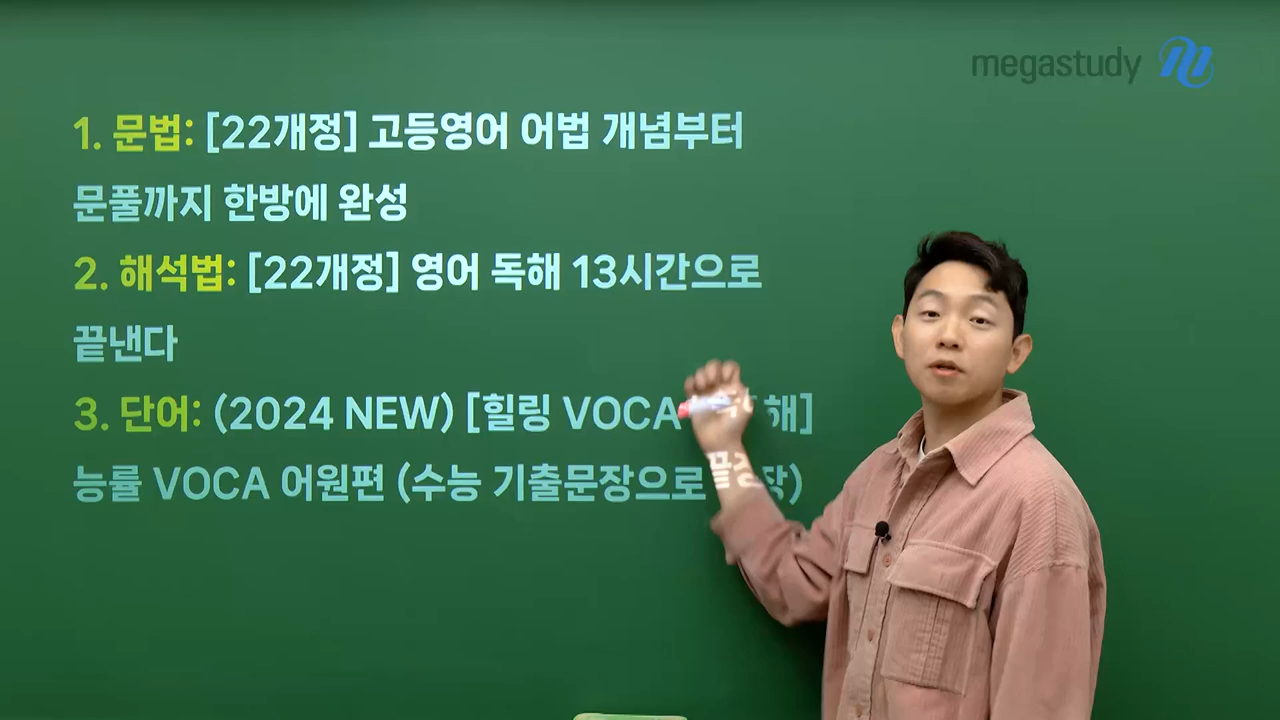 megastudy
1. 문법: [22개정] 고등영어 어법 개념부터
문풀까지 한방에 완성
2. 해석법: [22개정] 영어 독해 13시간으로
끝낸다
3. 단어: (2024 NEW) [힐링 VOCA 해]
능률 VOCA 어원편 (수능 기출문장으로